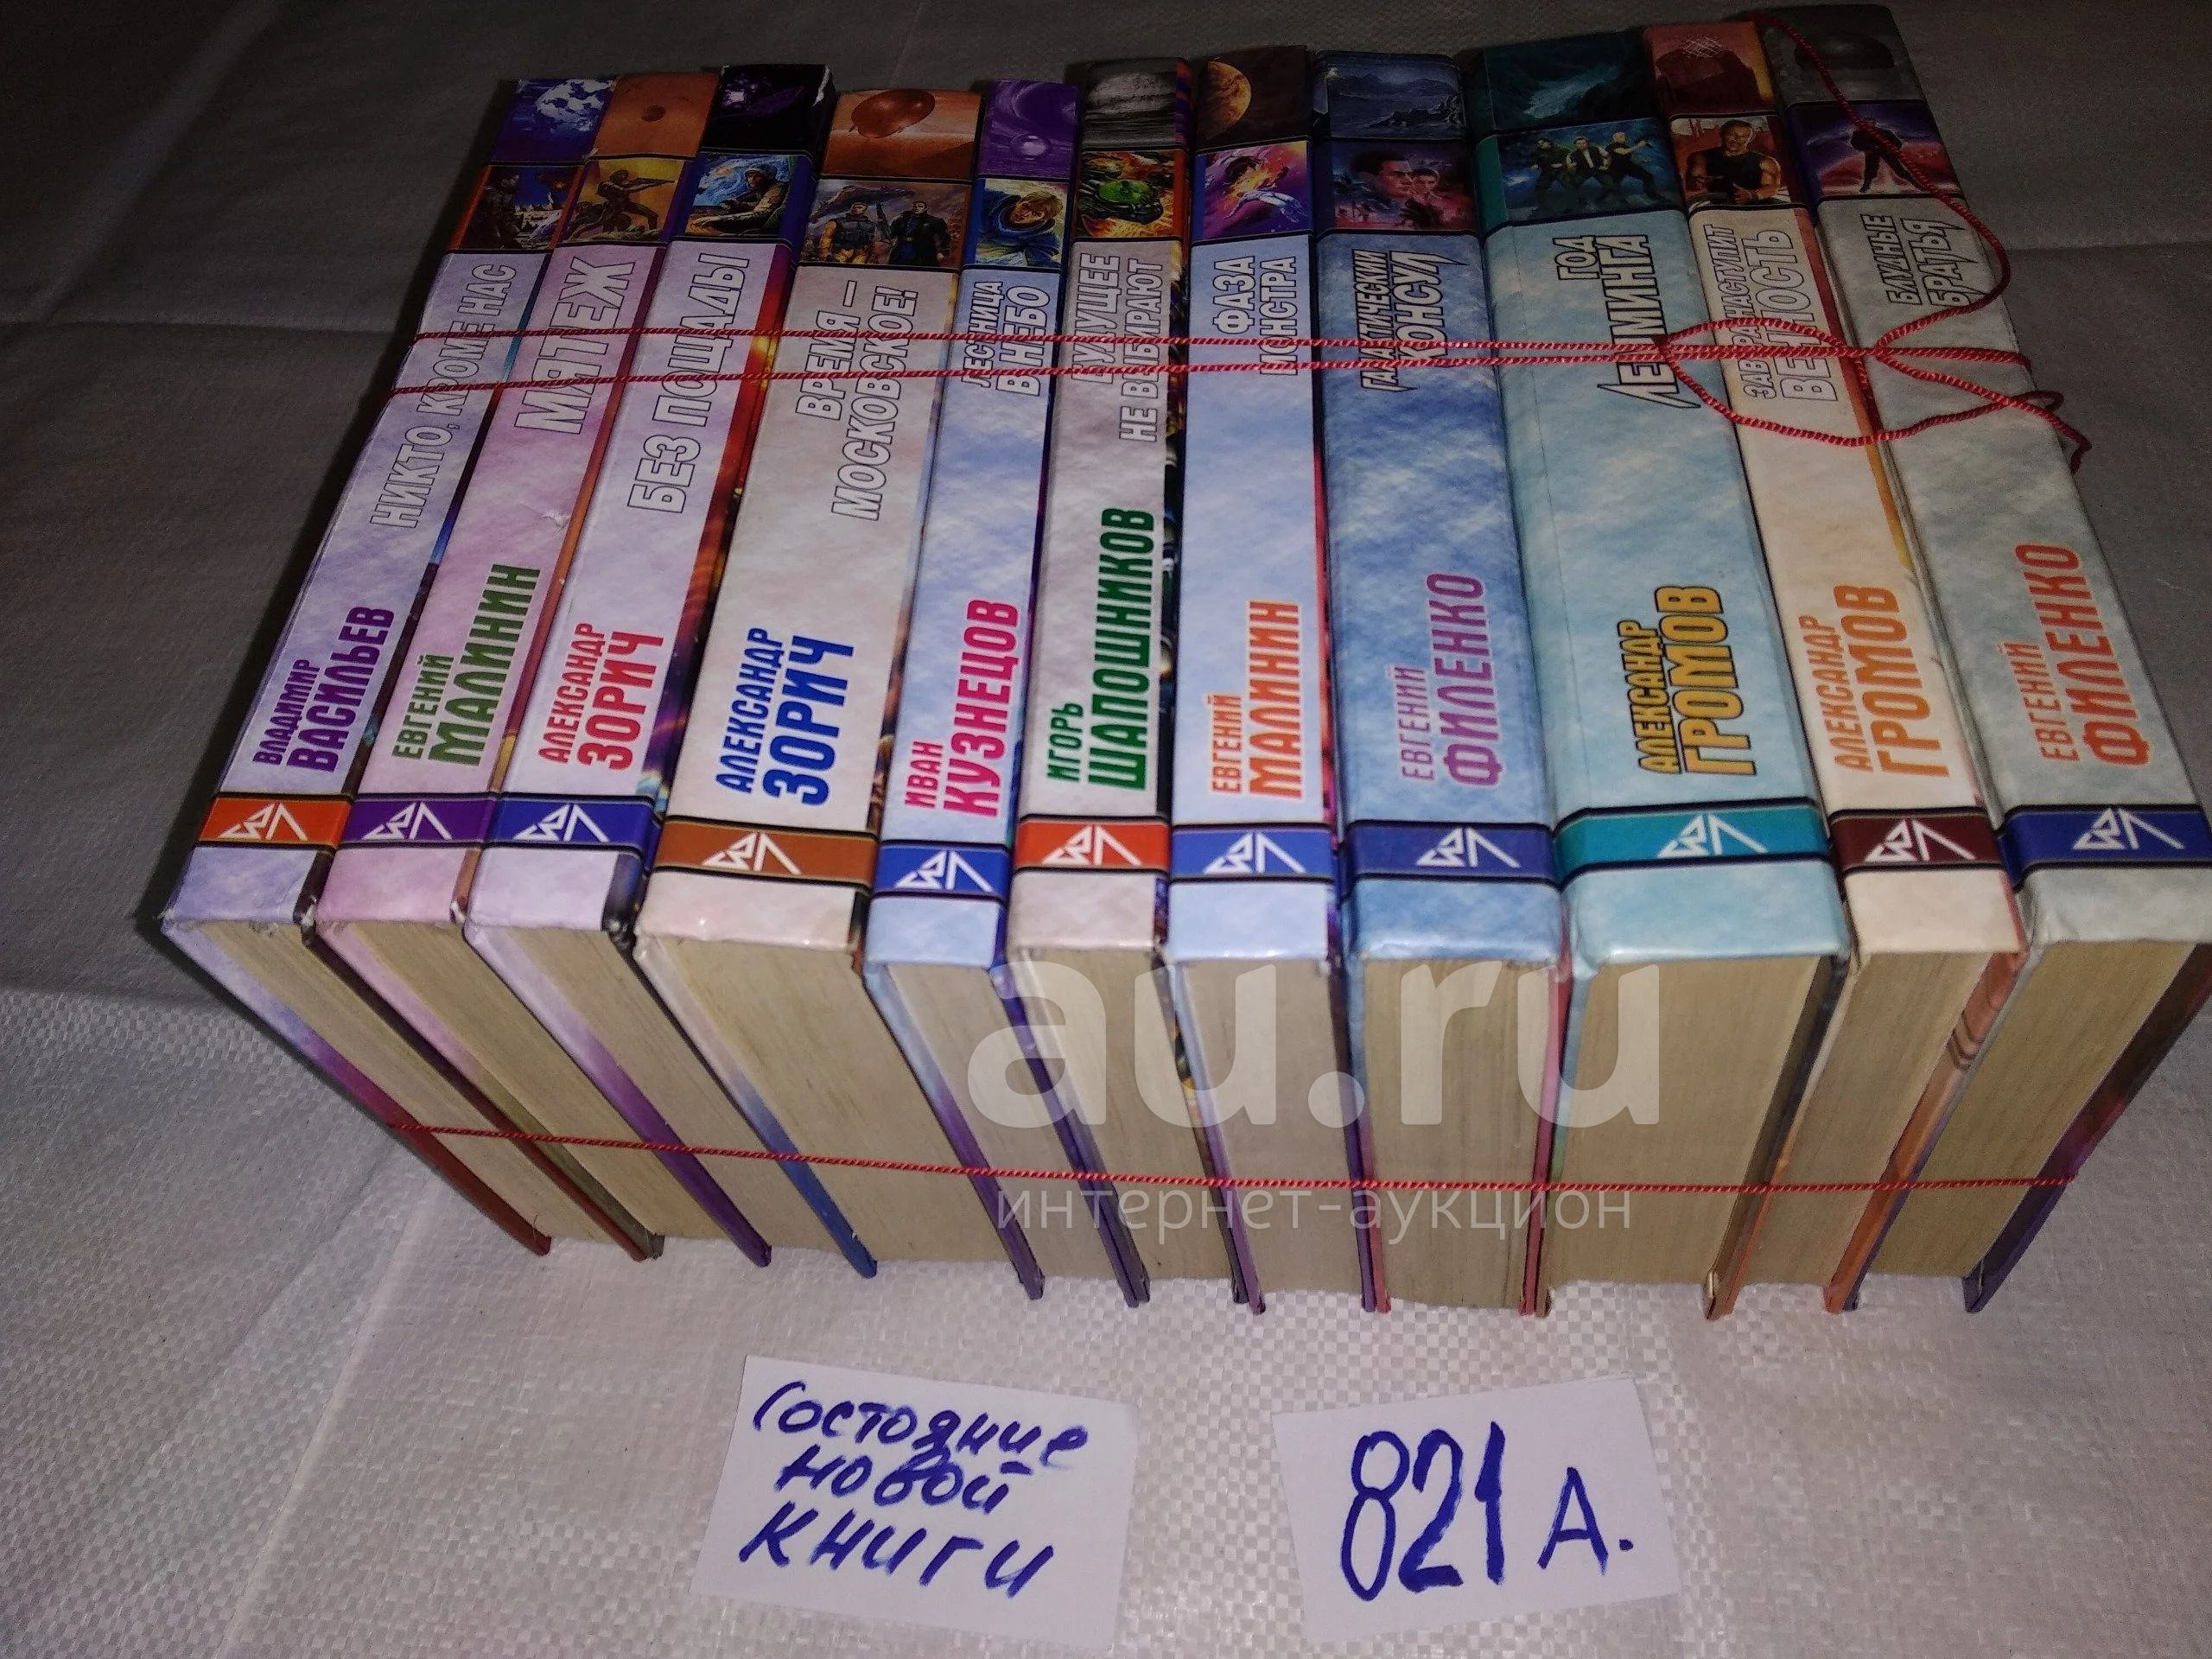 НИКТО, КРОМЕ НАС
ВЛАДИМИР
ВАСИЛЬЕВ
МЯТЕЖ
ЕВГЕНИЙ
МАЛИНИН
БЕЗ ПОЩАДЫ
АЛЕКСАНДР
ЗОРИЧ
ВРЕМЯ –
МОСКОВСКОЕ!
АЛЕКСАНДР
ЗОРИЧ
ЛЕСТНИЦА
В НЕБО
ИВАН
КУЗНЕЦОВ
БУДУЩЕЕ
НЕ ВЫБИРАЮТ
ИГОРЬ
ШАПОШНИКОВ
ФАЗА
МОНСТРА
ЕВГЕНИЙ
МАЛИНИН
ГАЛАКТИЧЕСКИЙ
КОНСУЛ
ЕВГЕНИЙ
ФИЛЕНКО
ГОД
ЛЕММИНГА
АЛЕКСАНДР
ГРОМОВ
ЗАВТРА НАСТУПИТ
ВЕЧНОСТЬ
АЛЕКСАНДР
ГРОМОВ
БЛУДНЫЕ
БРАТЬЯ
ЕВГЕНИЙ
ФИЛЕНКО
au.ru
интернет-аукцион
Состояние
новой
книги
821 А.